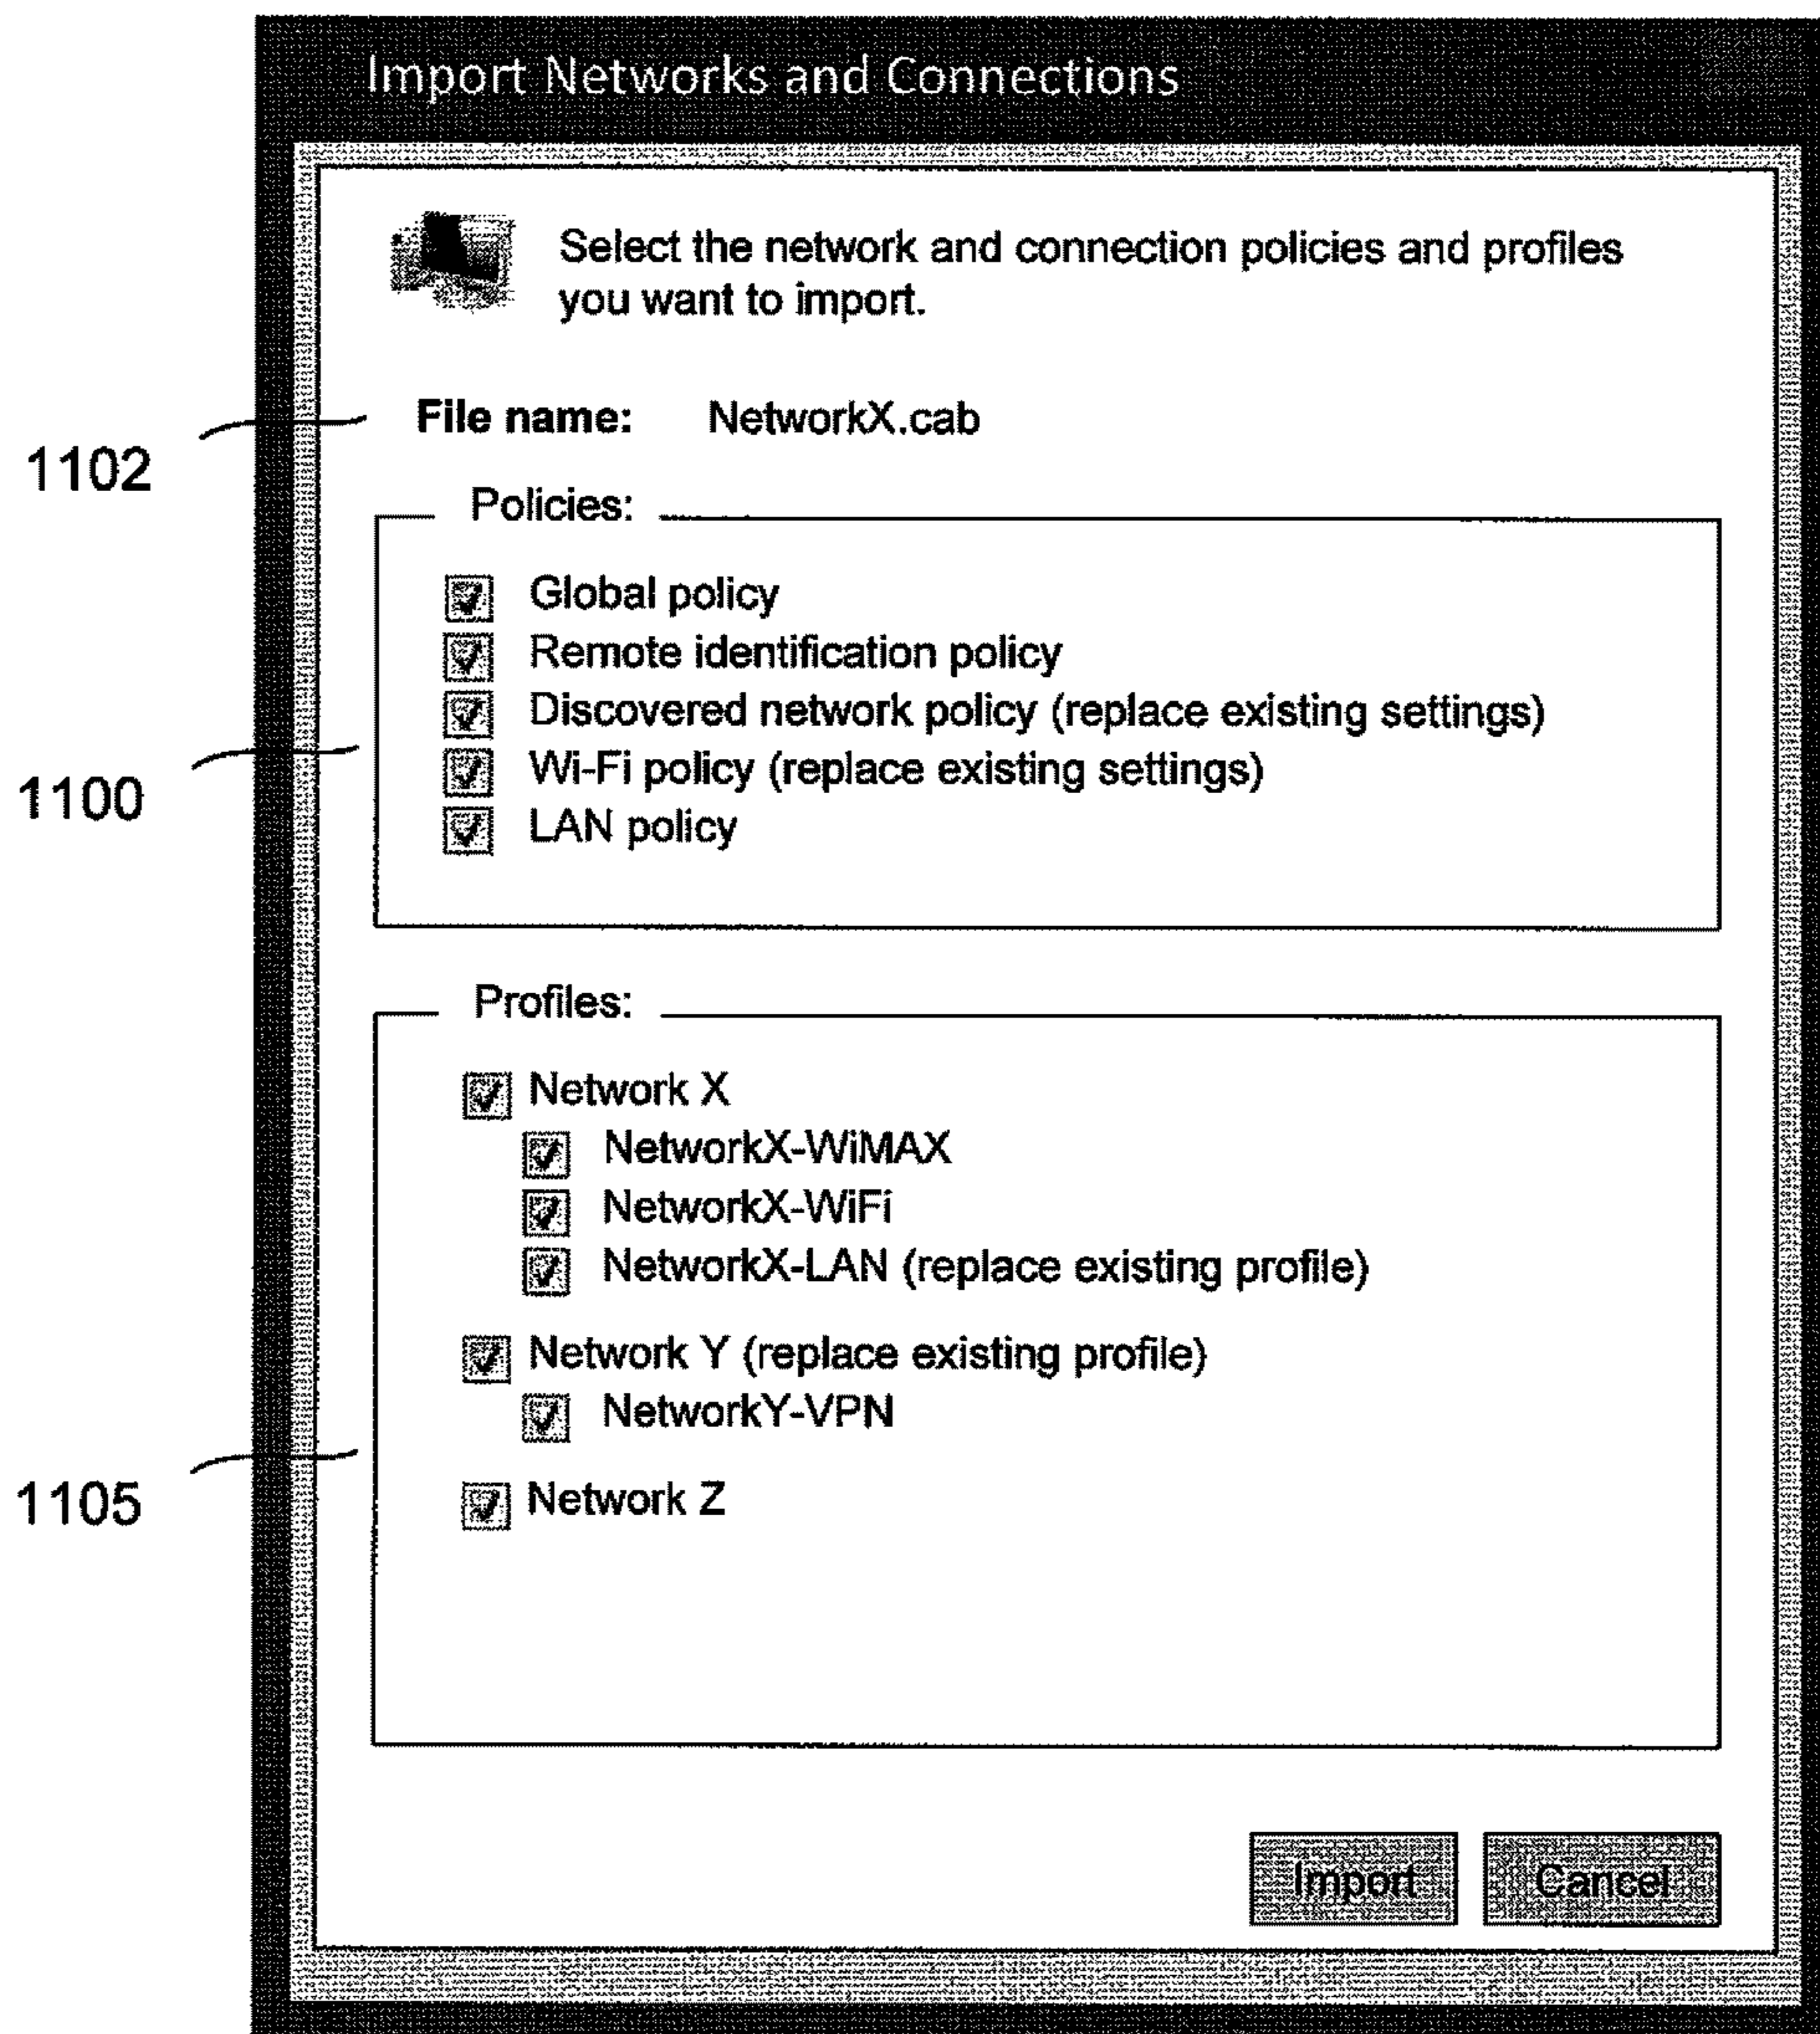 Import Networks and Connections
Select the network and connection policies and profiles
you want to import.
1102
File name: NetworkX.cab
Policies:
Global policy
Remote identification policy
Discovered network policy (replace existing settings)
1100
Wi-Fi policy (replace existing settings)
LAN policy
Profiles:
Network X
NetworkX-WiMAX
NetworkX-WiFi
NetworkX-LAN (replace existing profile)
Network Y (replace existing profile)
NetworkY-VPN
1105
Network Z
Import Cancel